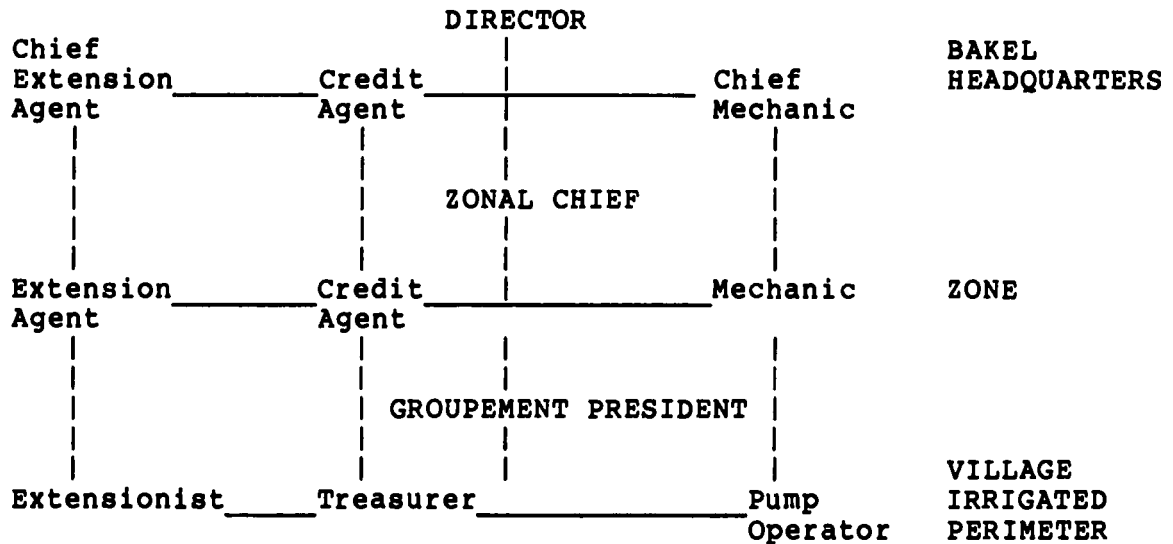 DIRECTOR
Chief BAKEL
Extension Credit Chief HEADQUARTERS
Agent Agent Mechanic
ZONAL CHIEF
Extension Credit Mechanic ZONE
Agent Agent
GROUPEMENT PRESIDENT
VILLAGE
Extensionist Treasurer Pump IRRIGATED
Operator PERIMETER